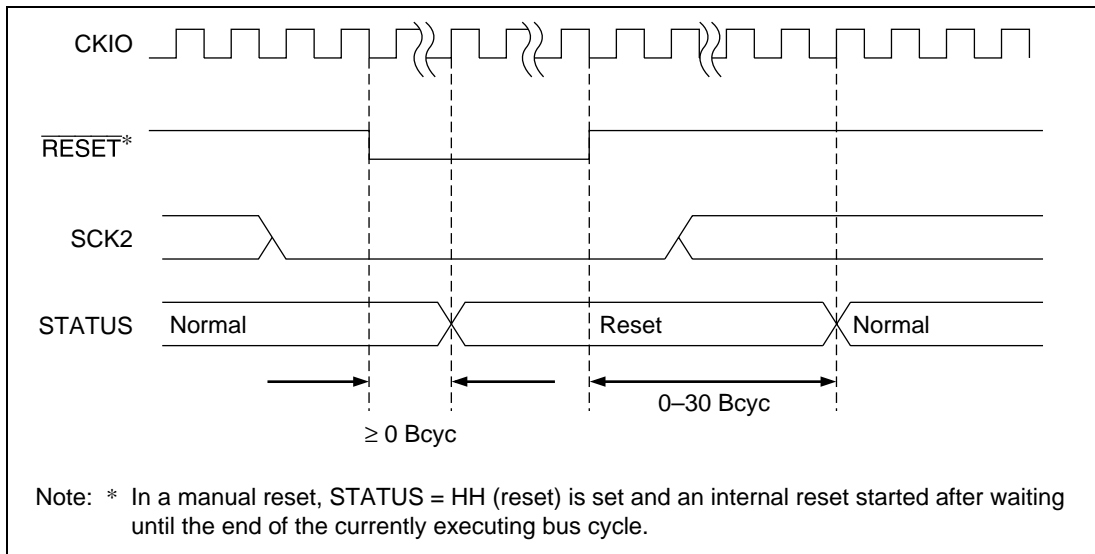 CKIO
RESET*
SCK2
STATUS Normal Reset Normal
0–30 Bcyc
≥ 0 Bcyc
Note: * In a manual reset, STATUS = HH (reset) is set and an internal reset started after waiting
until the end of the currently executing bus cycle.